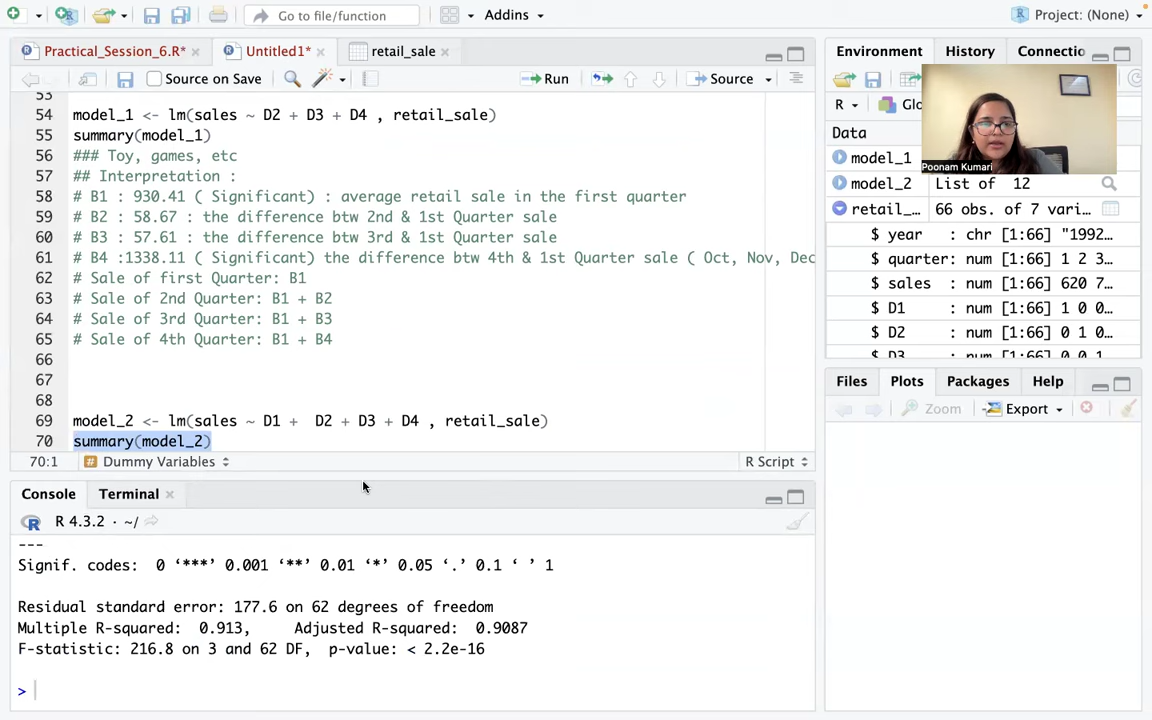 Go to file/function
Addins
Project: (None)
Practical_Session_6.R*
Untitled1*
retail_sale
Source on Save
Run
Source
53
54 model_1 <- lm(sales ~ D2 + D3 + D4 , retail_sale)
55 summary(model_1)
56 ### Toy, games, etc
57 ## Interpretation :
58 # B1 : 930.41 ( Significant) : average retail sale in the first quarter
59 # B2 : 58.67 : the difference btw 2nd & 1st Quarter sale
60 # B3 : 57.61 : the difference btw 3rd & 1st Quarter sale
61 # B4 :1338.11 ( Significant) the difference btw 4th & 1st Quarter sale ( Oct, Nov, Dec
62 # Sale of first Quarter: B1
63 # Sale of 2nd Quarter: B1 + B2
64 # Sale of 3rd Quarter: B1 + B3
65 # Sale of 4th Quarter: B1 + B4
66
67
68
69 model_2 <- lm(sales ~ D1 +  D2 + D3 + D4 , retail_sale)
70 summary(model_2)
70:1 # Dummy Variables R Script
Console Terminal
R 4.3.2 · ~/
---
Signif. codes:  0 ‘***’ 0.001 ‘**’ 0.01 ‘*’ 0.05 ‘.’ 0.1 ‘ ’ 1
Residual standard error: 177.6 on 62 degrees of freedom
Multiple R-squared:  0.913,	Adjusted R-squared:  0.9087
F-statistic: 216.8 on 3 and 62 DF,  p-value: < 2.2e-16
>
Environment History Connectio
R Glo
Poonam Kumari
Data
model_1
model_2 List of  12
retail_… 66 obs. of 7 vari…
$ year : chr [1:66] "1992…
$ quarter: num [1:66] 1 2 3…
$ sales : num [1:66] 620 7…
$ D1 : num [1:66] 1 0 0…
$ D2 : num [1:66] 0 1 0…
$ D3 : num [1:66] 0 0 1…
Files Plots Packages Help
Zoom Export